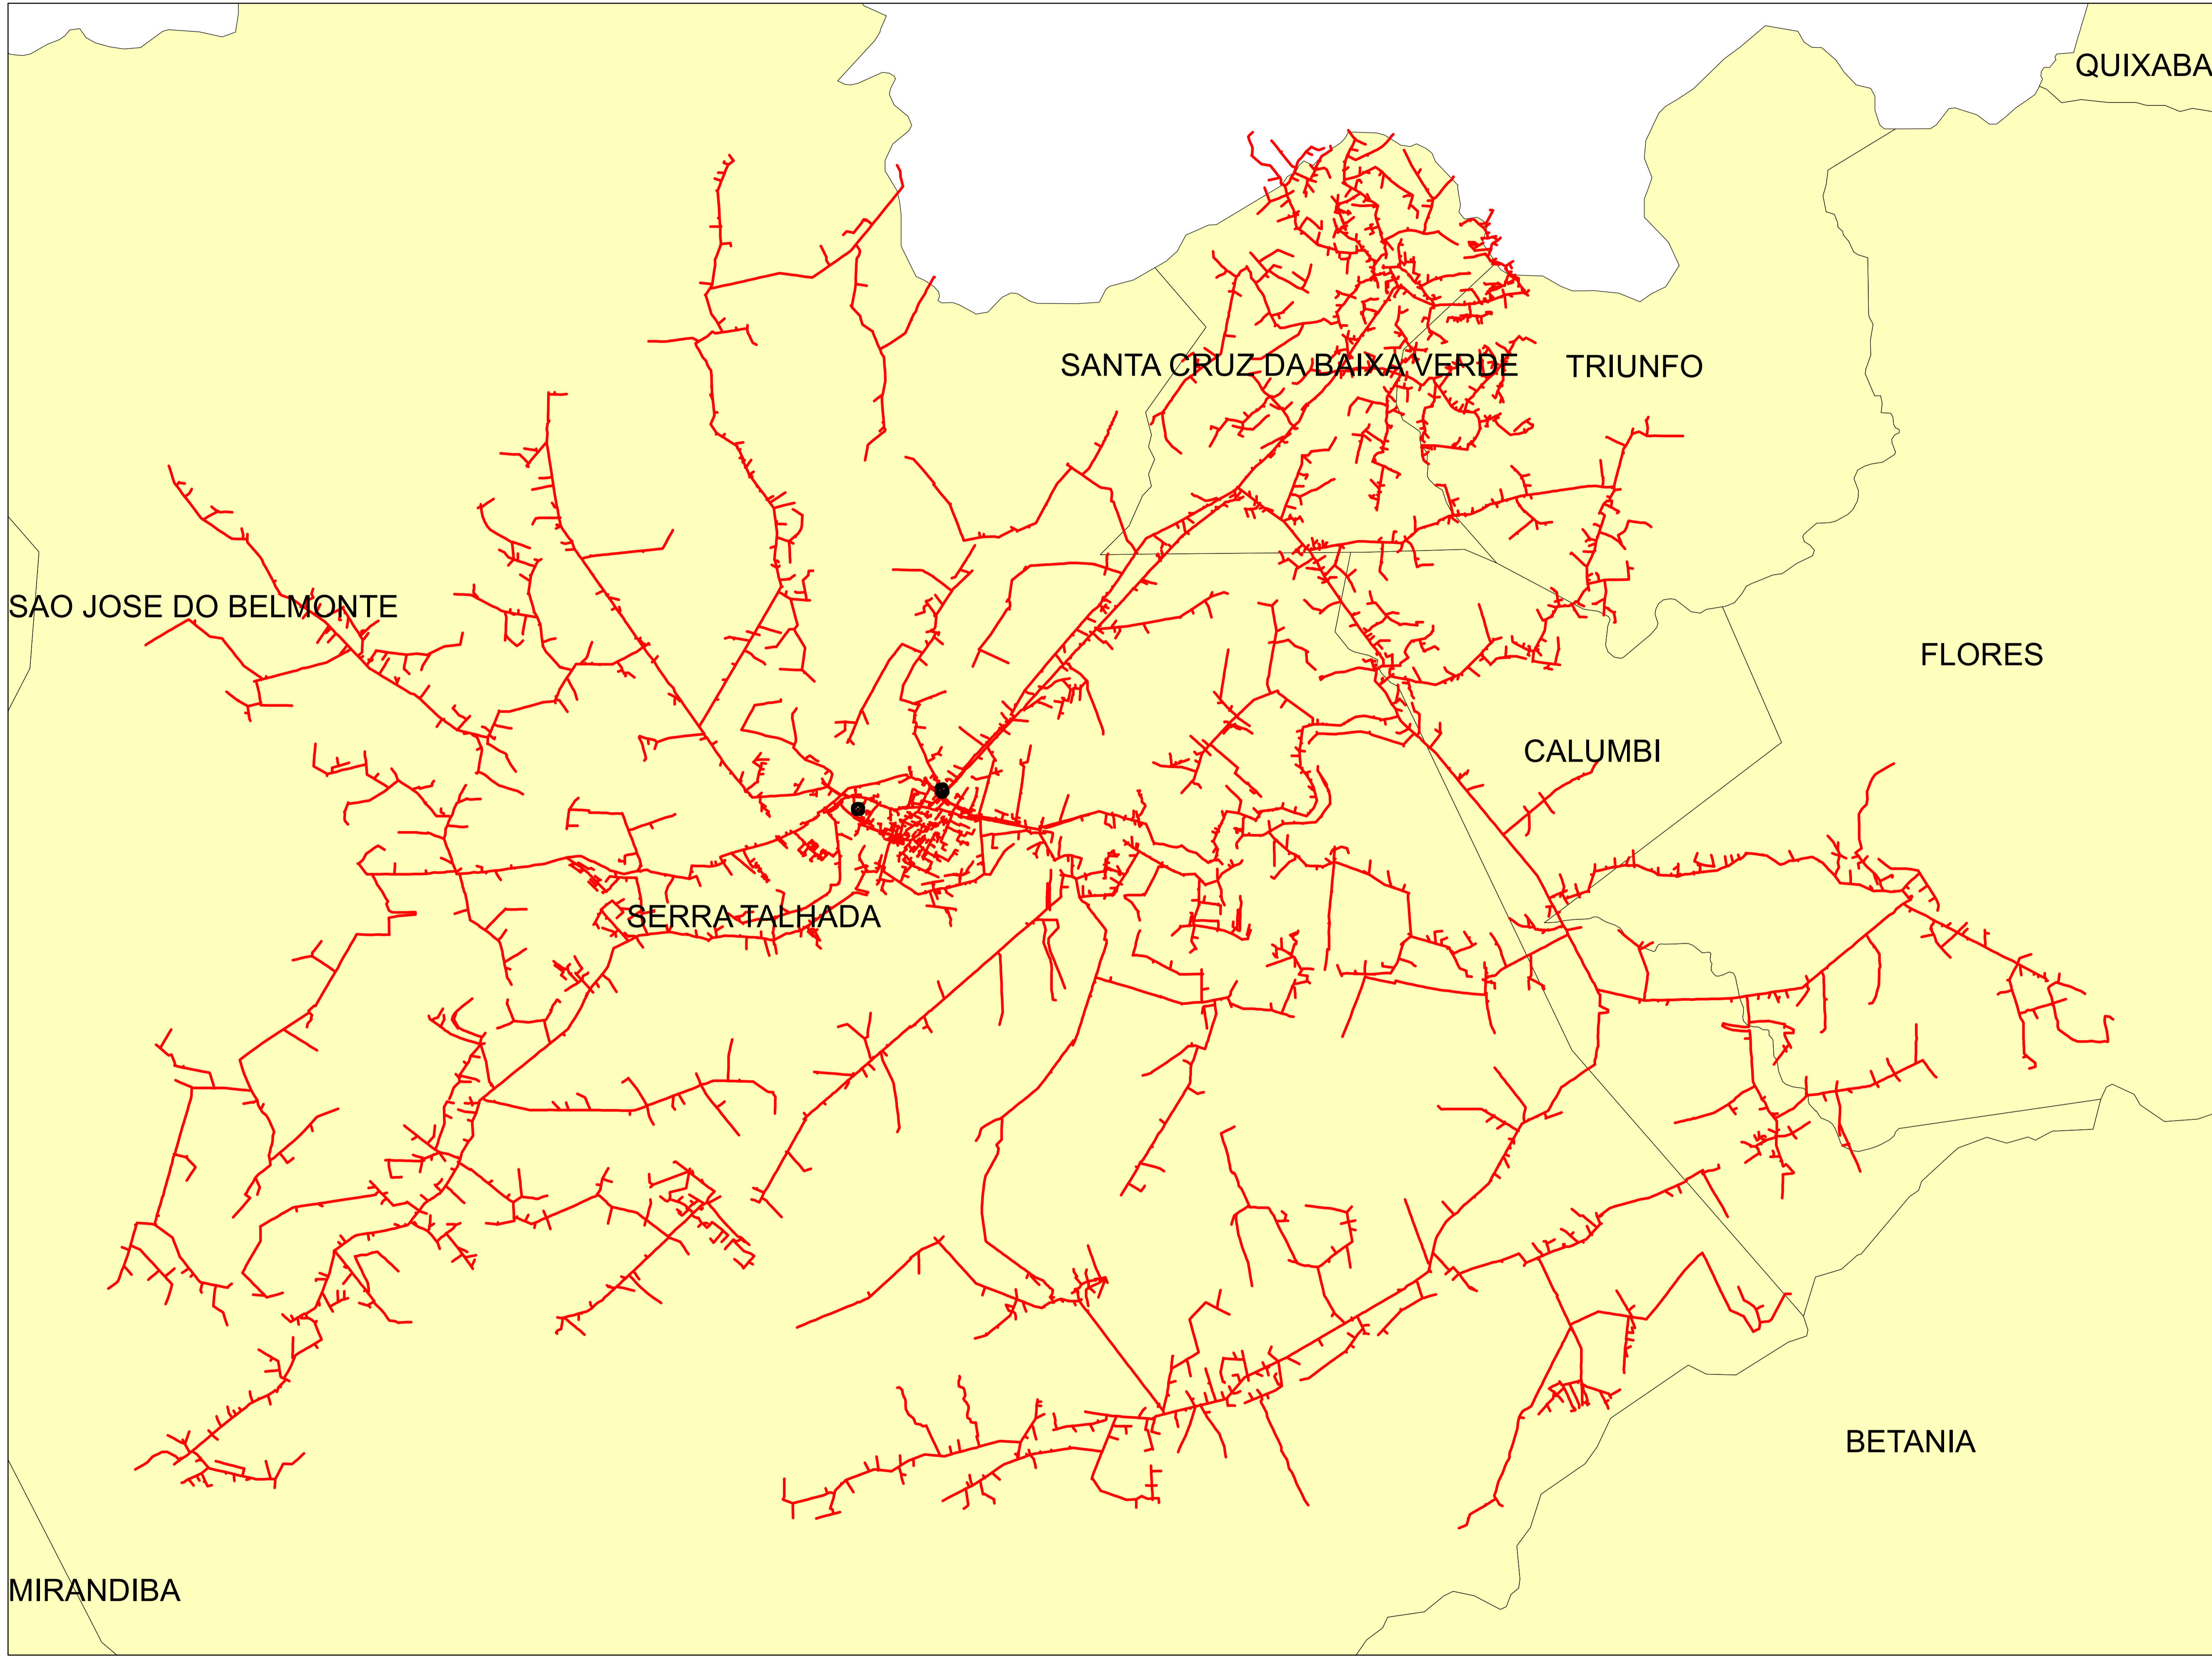 QUIXABA
SANTA CRUZ DA BAIXA VERDE
TRIUNFO
SAO JOSE DO BELMONTE
FLORES
CALUMBI
SERRA TALHADA
BETANIA
MIRANDIBA